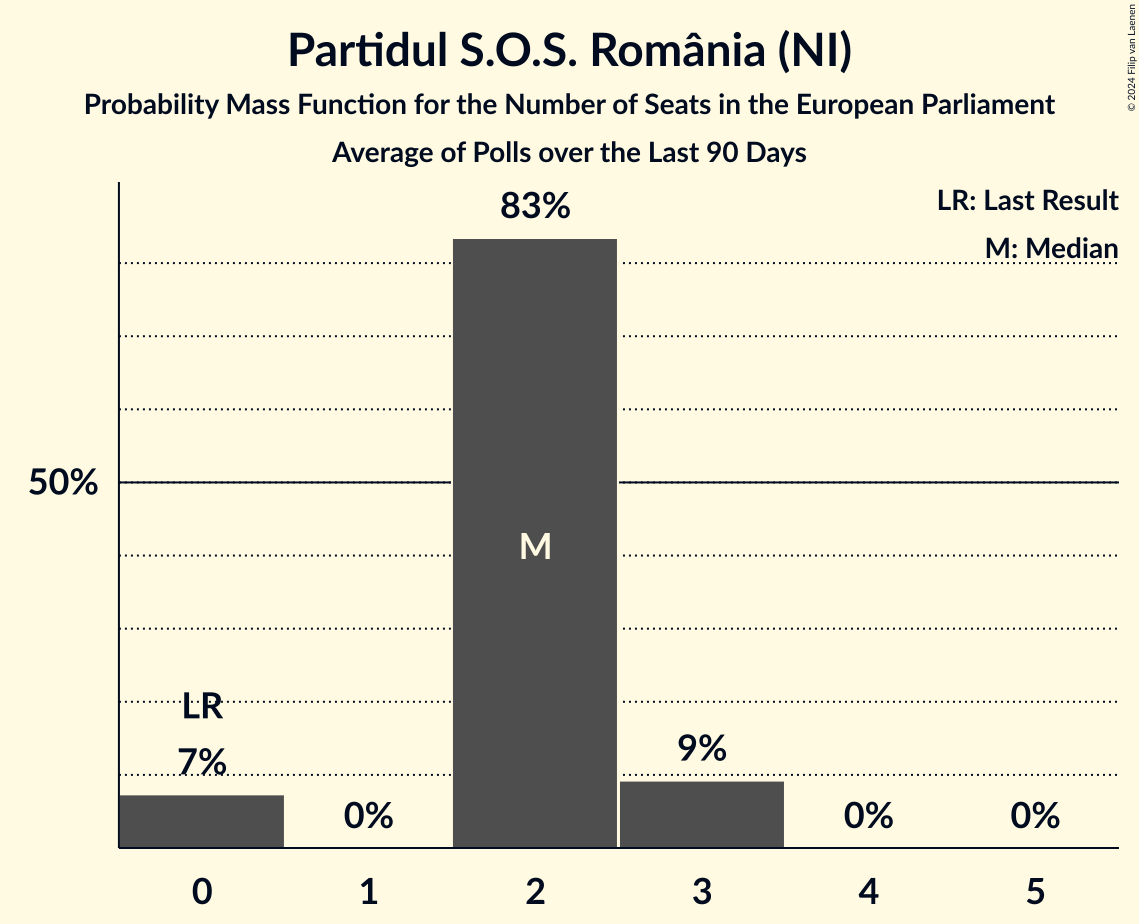 Partidul S.O.S. România (NI)
Probability Mass Function for the Number of Seats in the European Parliament
Average of Polls over the Last 90 Days
© 2024 Filip van Laenen
LR: Last Result
M: Median
83%
50%
M
LR
7%
0%
9%
0%
0%
0 1 2 3 4 5